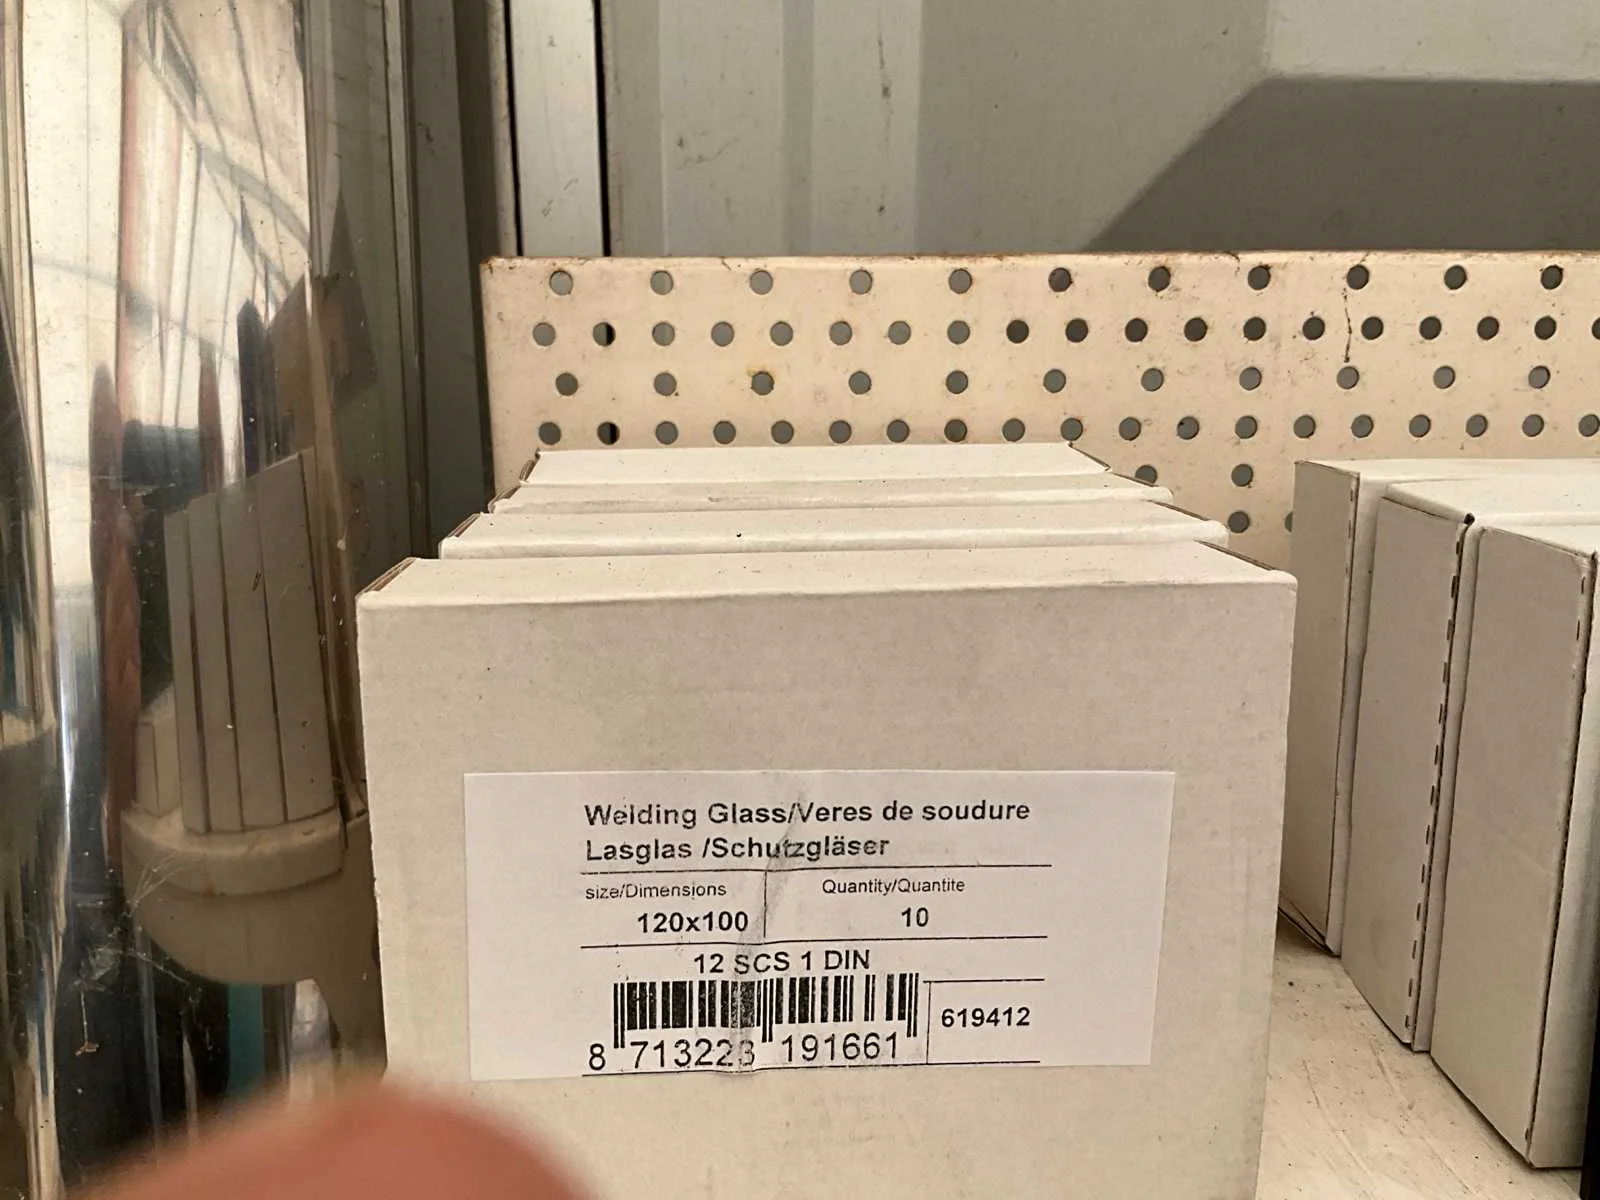 Welding Glass/Veres de soudure
Lasglas /Schutzgläser
size/Dimensions Quantity/Quantite
120x100 10
12 SCS 1 DIN
619412
8 713223 191661